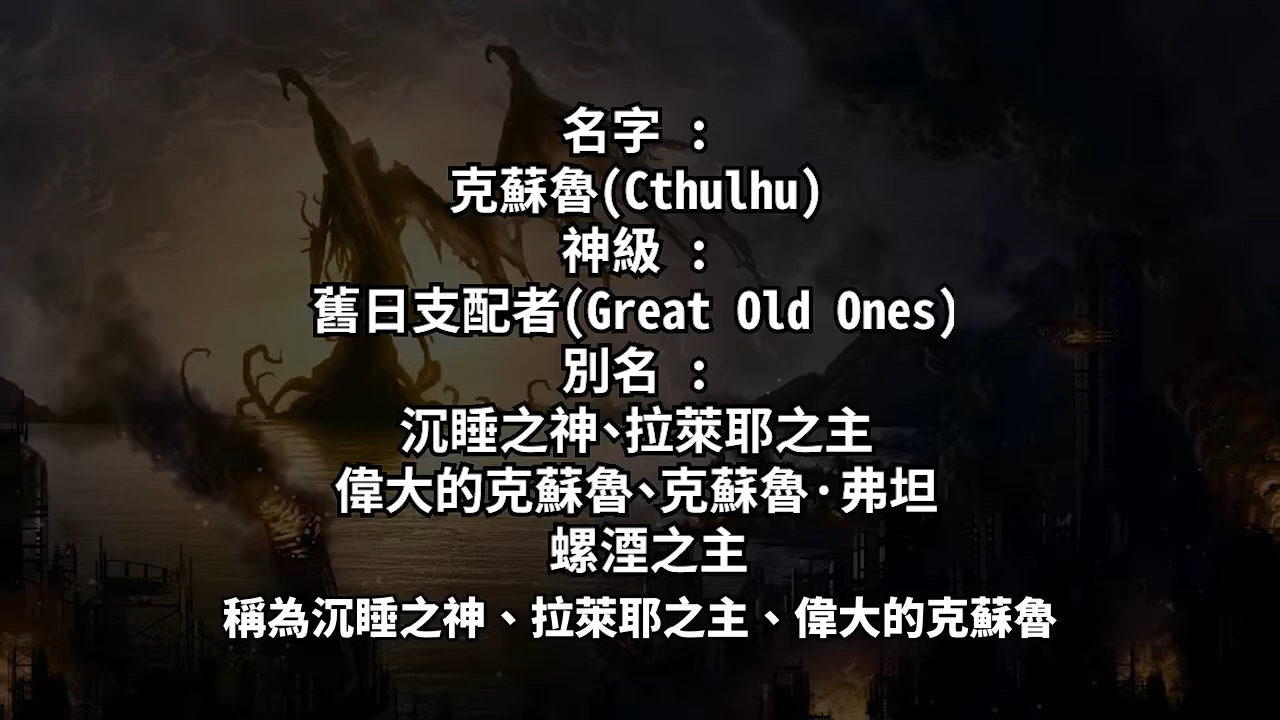 名字 :
克蘇魯(Cthulhu)
神級 :
舊日支配者(Great Old Ones)
別名 :
沉睡之神、拉萊耶之主
偉大的克蘇魯、克蘇魯·弗坦
螺湮之主
稱為沉睡之神、拉萊耶之主、偉大的克蘇魯